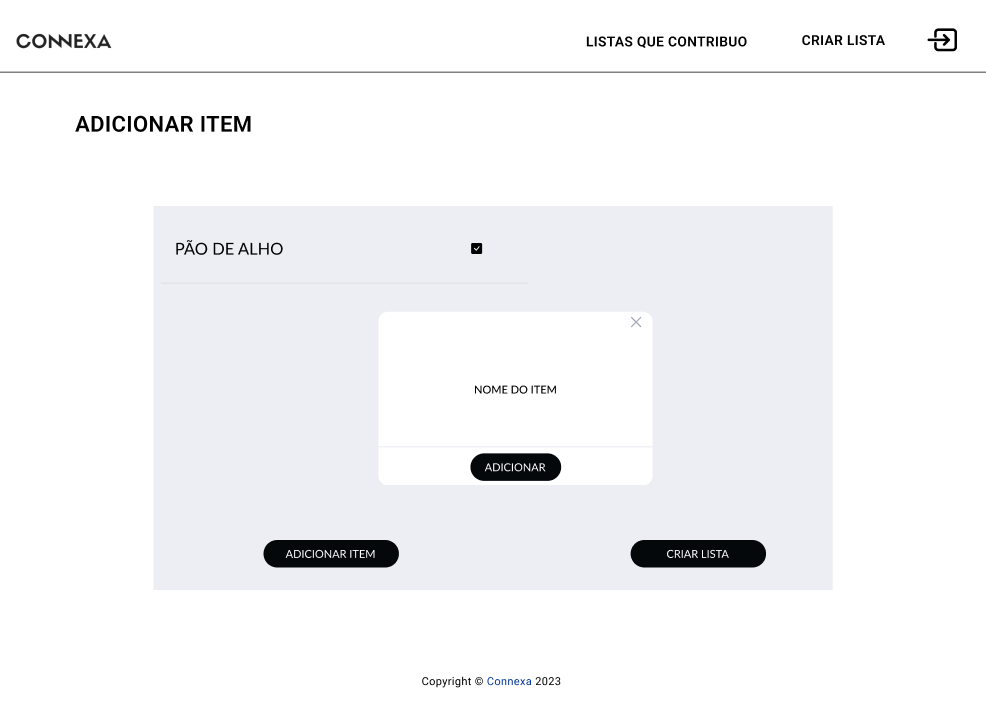 CONNEXA
LISTAS QUE CONTRIBUO
CRIAR LISTA
ADICIONAR ITEM
PÃO DE ALHO
NOME DO ITEM
ADICIONAR
ADICIONAR ITEM
CRIAR LISTA
Copyright © Connexa 2023